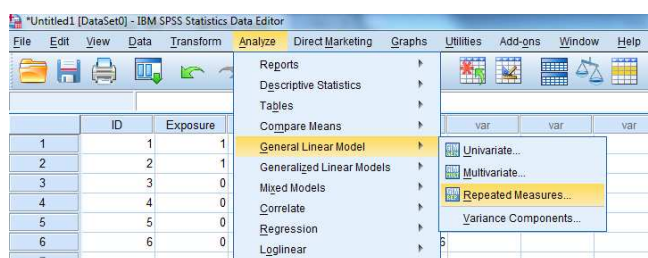 *Untitled1 [DataSet0] - IBM SPSS Statistics Data Editor
File Edit View Data Transform Analyze Direct Marketing Graphs Utilities Add-ons Window Help
Reports
Descriptive Statistics
Tables
ID Exposure Compare Means var var var
1 1 1 General Linear Model Univariate...
2 2 1 Generalized Linear Models Multivariate...
3 3 0 Mixed Models Repeated Measures...
4 4 0 Correlate Variance Components...
5 5 0 Regression
6 6 0 Loglinear 6